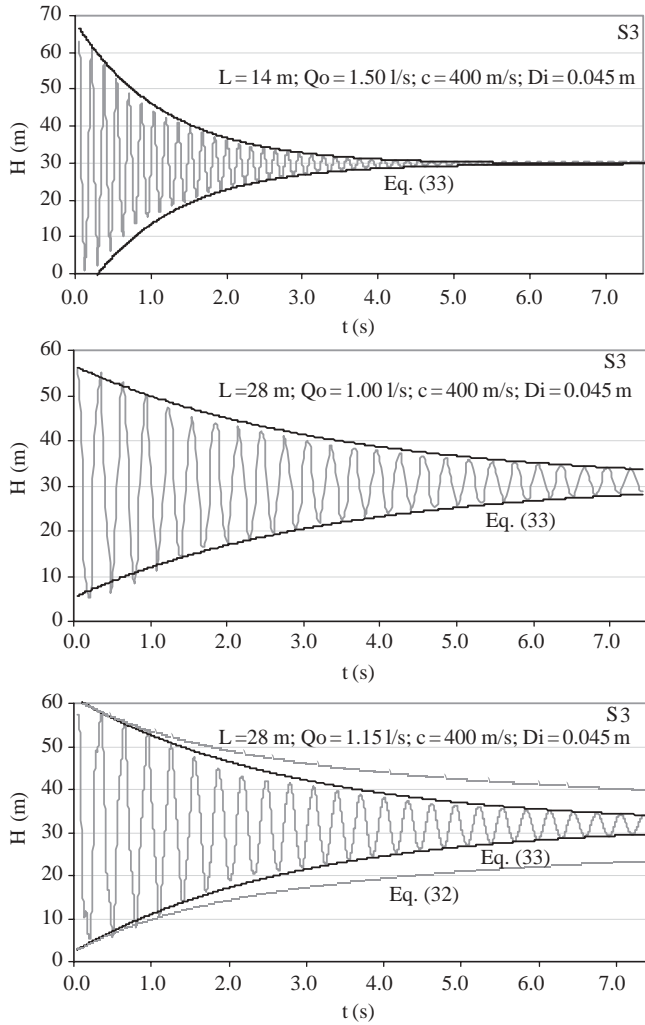 70
S3
60
L = 14 m; Qo = 1.50 l/s; c = 400 m/s; Di = 0.045 m
50
40
H (m)
30
20
Eq. (33)
10
0
0.0 1.0 2.0 3.0 4.0 5.0 6.0 7.0
t (s)
60
S3
L = 28 m; Qo = 1.00 l/s; c = 400 m/s; Di = 0.045 m
50
40
H (m)
30
20
Eq. (33)
10
0
0.0 1.0 2.0 3.0 4.0 5.0 6.0 7.0
t (s)
60
S3
L = 28 m; Qo = 1.15 l/s; c = 400 m/s; Di = 0.045 m
50
40
H (m)
30
Eq. (33)
20
Eq. (32)
10
0
0.0 1.0 2.0 3.0 4.0 5.0 6.0 7.0
t (s)